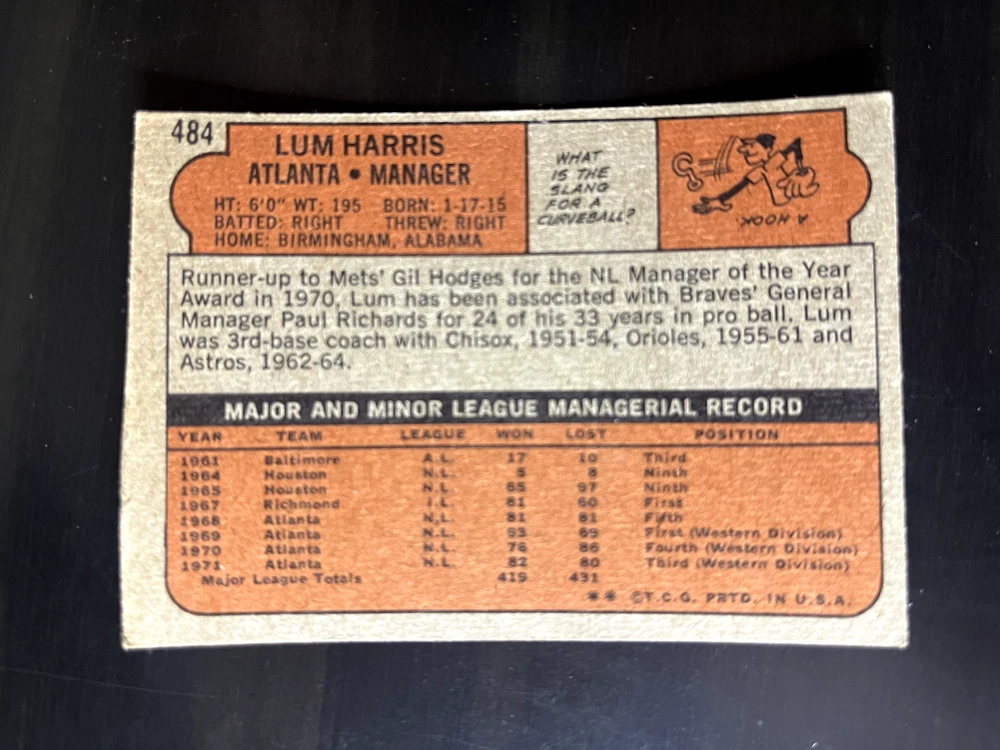 484
LUM HARRIS
ATLANTA • MANAGER
HT: 6'0" WT: 195 BORN: 1-17-15
BATTED: RIGHT THREW: RIGHT
HOME: BIRMINGHAM, ALABAMA
WHAT
IS THE
SLANG
FOR A
CURVEBALL?
A HOOK.
Runner-up to Mets' Gil Hodges for the NL Manager of the Year
Award in 1970, Lum has been associated with Braves' General
Manager Paul Richards for 24 of his 33 years in pro ball. Lum
was 3rd-base coach with Chisox, 1951-54, Orioles, 1955-61 and
Astros, 1962-64.
MAJOR AND MINOR LEAGUE MANAGERIAL RECORD
YEAR TEAM LEAGUE WON LOST POSITION
1961 Baltimore A.L. 17 10 Third
1964 Houston N.L. 5 8 Ninth
1965 Houston N.L. 65 97 Ninth
1967 Richmond I.L. 81 60 First
1968 Atlanta N.L. 81 81 Fifth
1969 Atlanta N.L. 93 69 First (Western Division)
1970 Atlanta N.L. 76 86 Fourth (Western Division)
1971 Atlanta N.L. 82 80 Third (Western Division)
Major League Totals 419 431
** ©T.C.G. PRTD. IN U.S.A.